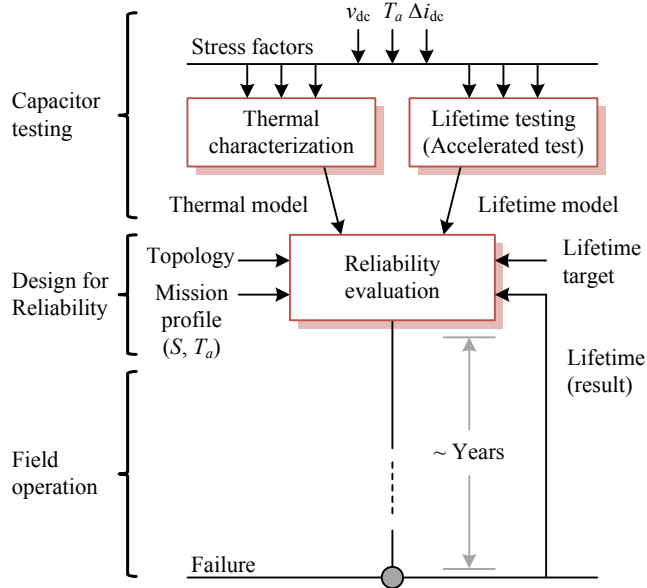 v_dc T_a Δi_dc
Stress factors
Capacitor
testing
Thermal
characterization
Lifetime testing
(Accelerated test)
Thermal model
Lifetime model
Design for
Reliability
Topology
Mission
profile
(S, T_a)
Reliability
evaluation
Lifetime
target
Lifetime
(result)
Field
operation
~ Years
Failure